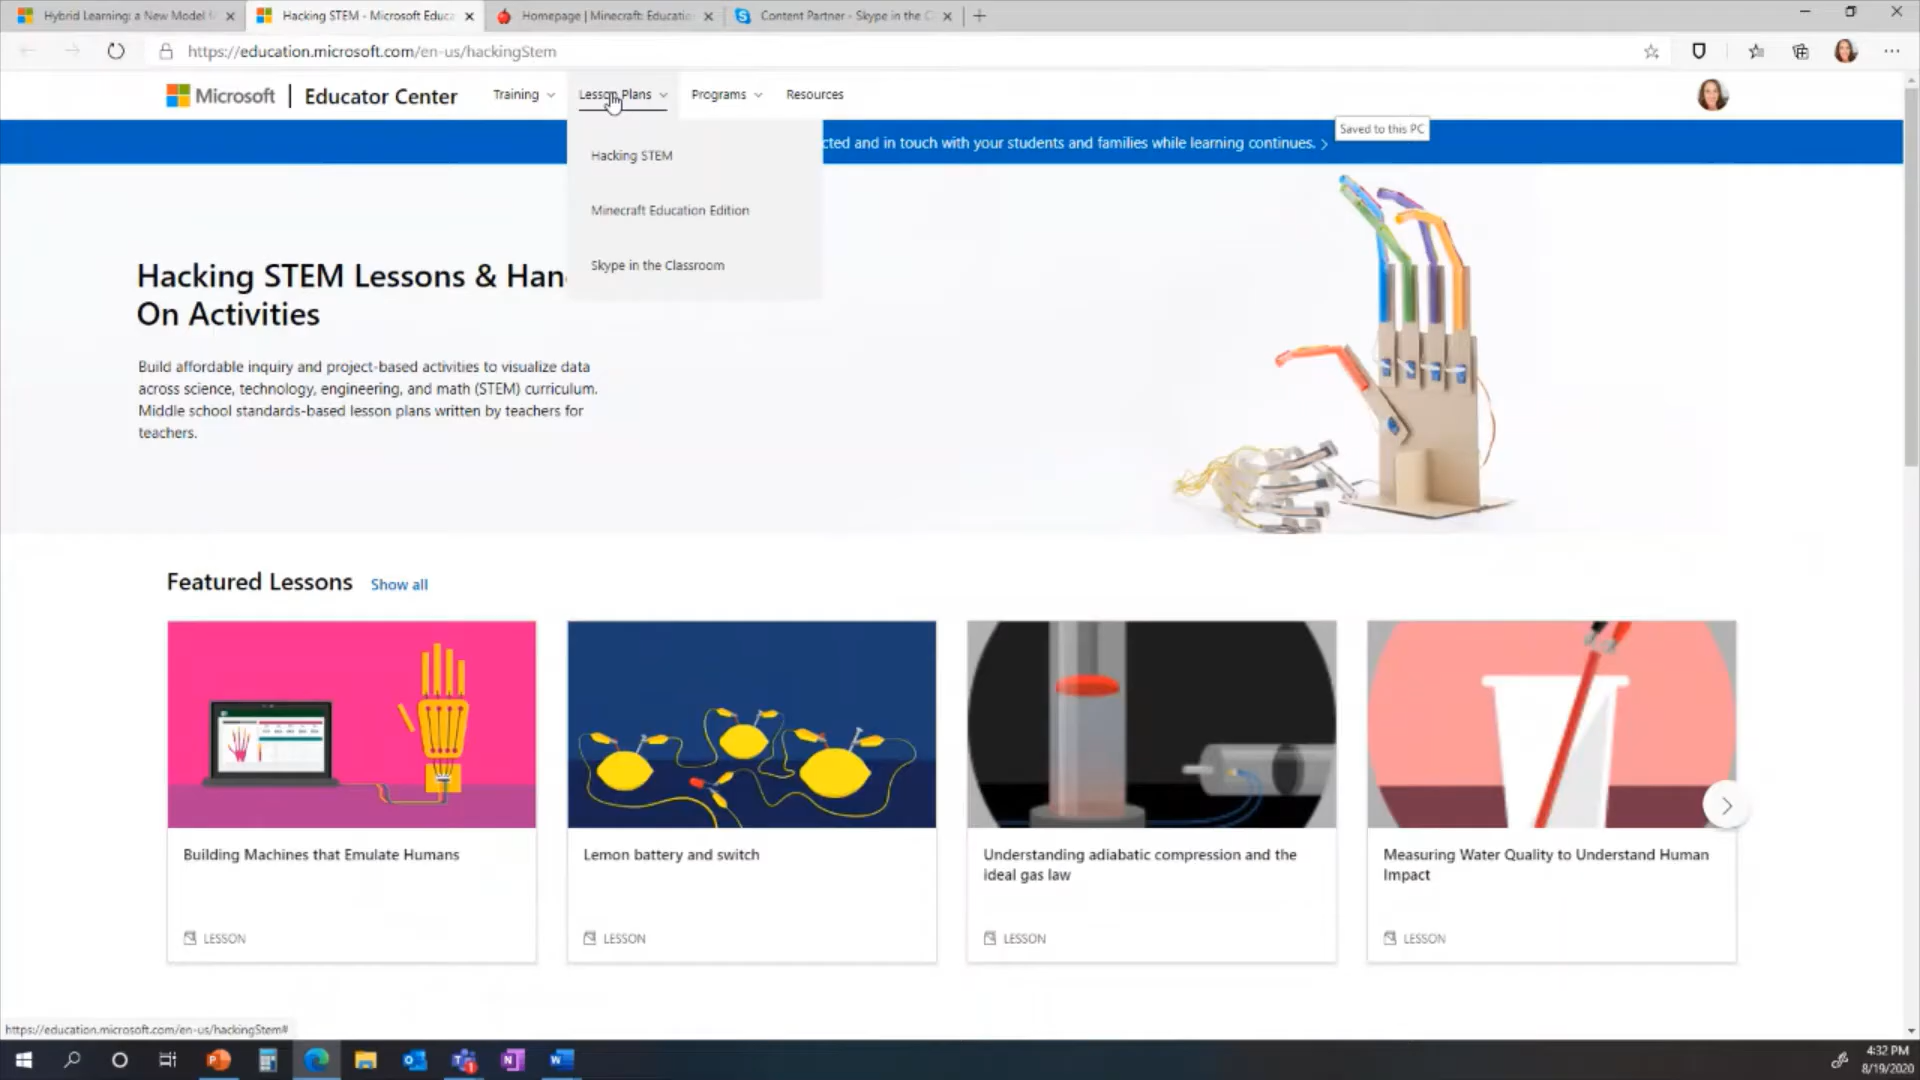 Hybrid Learning: a New Model f
Hacking STEM - Microsoft Educa
Homepage | Minecraft: Educatio
Content Partner - Skype in the C
https://education.microsoft.com/en-us/hackingStem
Microsoft | Educator Center
Training
Lesson Plans
Programs
Resources
Saved to this PC
cted and in touch with your students and families while learning continues.
Hacking STEM
Minecraft Education Edition
Skype in the Classroom
Hacking STEM Lessons & Han
On Activities
Build affordable inquiry and project-based activities to visualize data
across science, technology, engineering, and math (STEM) curriculum.
Middle school standards-based lesson plans written by teachers for
teachers.
Featured Lessons Show all
Building Machines that Emulate Humans
LESSON
Lemon battery and switch
LESSON
Understanding adiabatic compression and the
ideal gas law
LESSON
Measuring Water Quality to Understand Human
Impact
LESSON
https://education.microsoft.com/en-us/hackingStem#
4:32 PM
8/19/2020